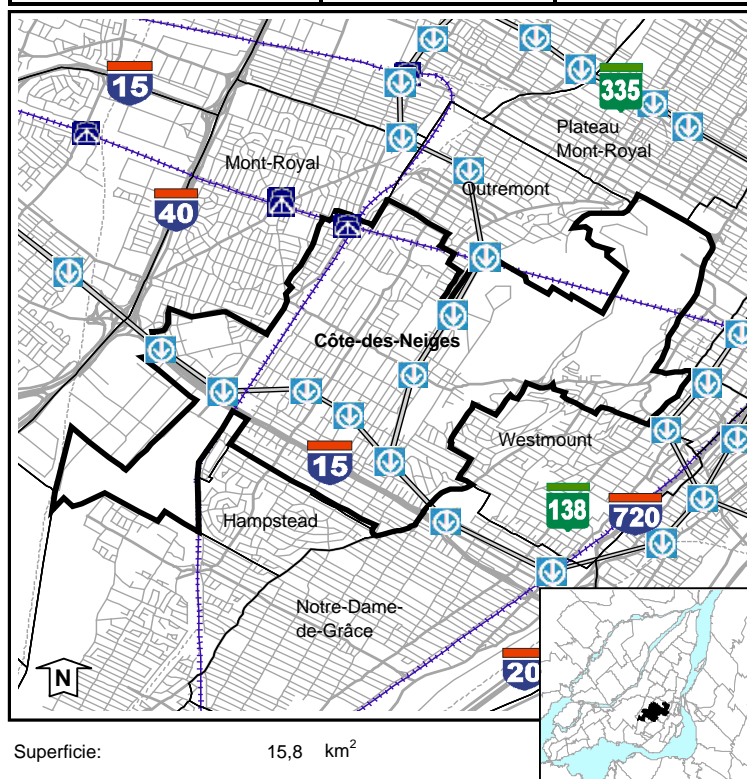 15
335
Plateau
Mont-Royal
Mont-Royal
Outremont
40
Côte-des-Neiges
Westmount
15
138
720
Hampstead
Notre-Dame-
de-Grâce
N
20
Superficie: 15,8 km²